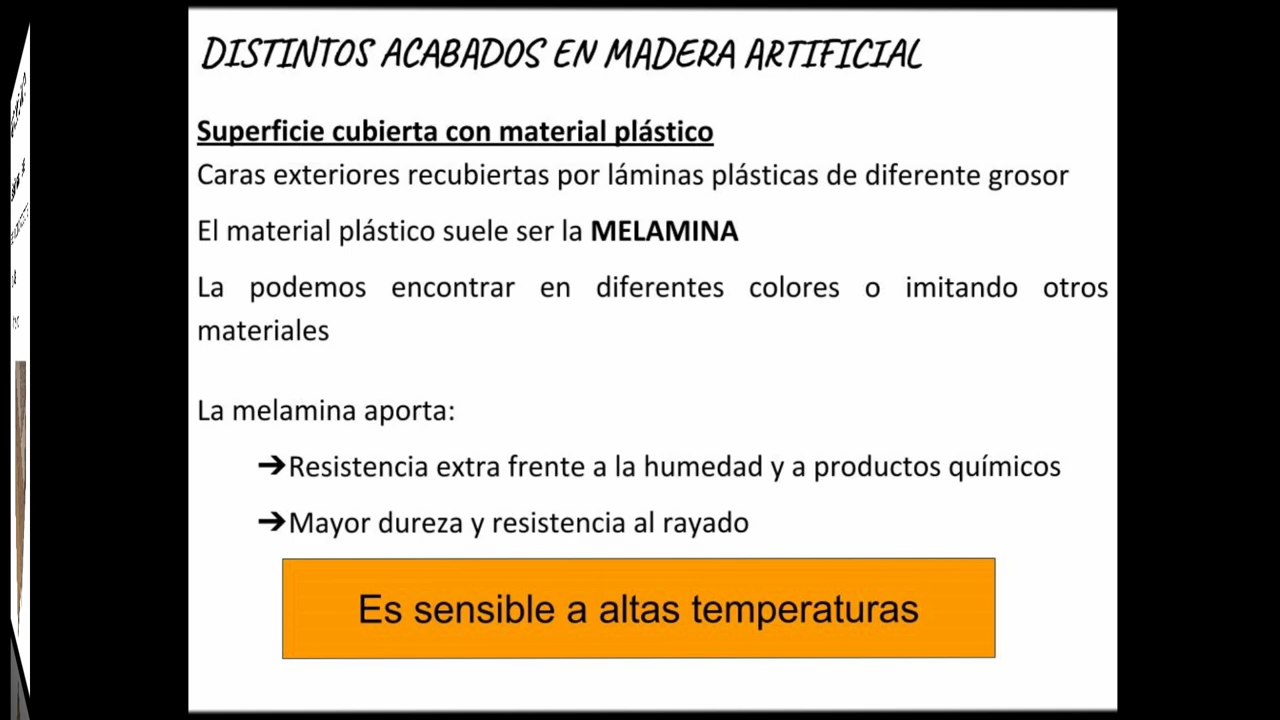 DISTINTOS ACABADOS EN MADERA ARTIFICIAL
Superficie cubierta con material plástico
Caras exteriores recubiertas por láminas plásticas de diferente grosor
El material plástico suele ser la MELAMINA
La podemos encontrar en diferentes colores o imitando otros
materiales
La melamina aporta:
➔Resistencia extra frente a la humedad y a productos químicos
➔Mayor dureza y resistencia al rayado
Es sensible a altas temperaturas